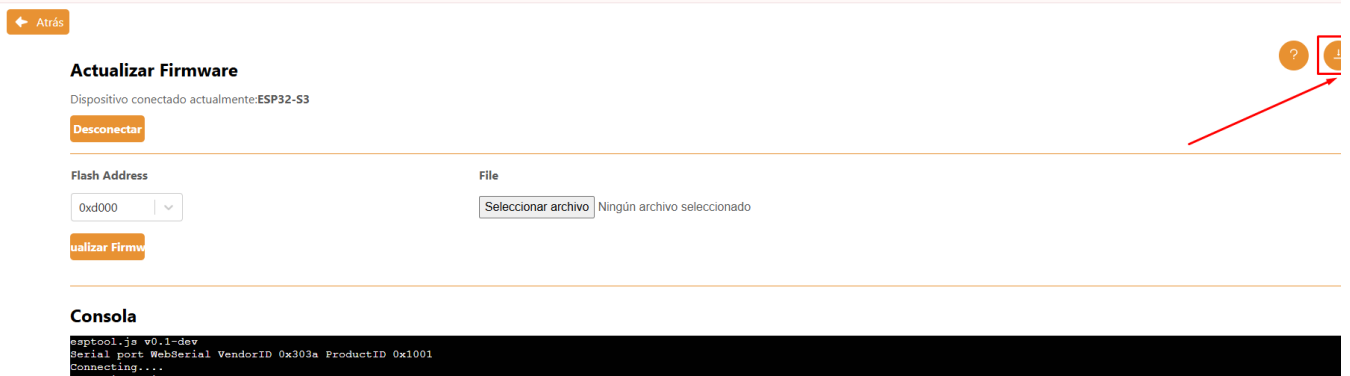 Atrás
?
Actualizar Firmware
Dispositivo conectado actualmente:ESP32-S3
Desconectar
Flash Address
File
0xd000
Seleccionar archivo Ningún archivo seleccionado
ualizar Firmw
Consola
esptool.js v0.1-dev
Serial port WebSerial VendorID 0x303a ProductID 0x1001
Connecting....